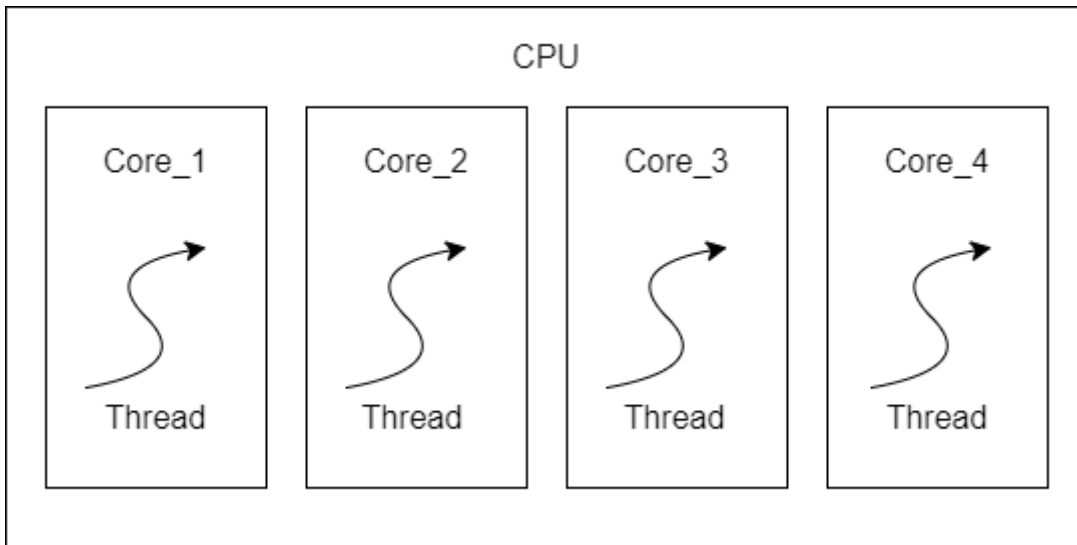 CPU
Core_1
Core_2
Core_3
Core_4
Thread
Thread
Thread
Thread